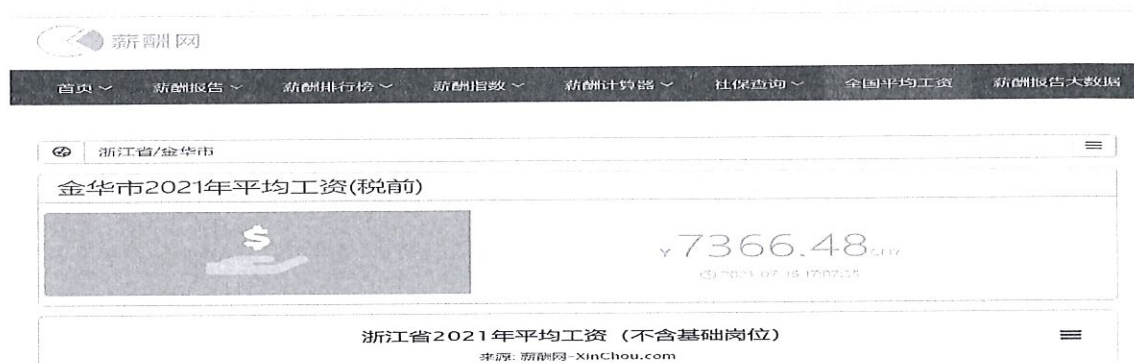 薪酬网
首页 薪酬报告 薪酬排行榜 薪酬指数 薪酬计算器 社保查询 全国平均工资 薪酬报告大数据
浙江省/金华市
金华市2021年平均工资(税前)
$
¥7366.48
浙江省2021年平均工资（不含基础岗位）
来源: 薪酬网-XinChou.com